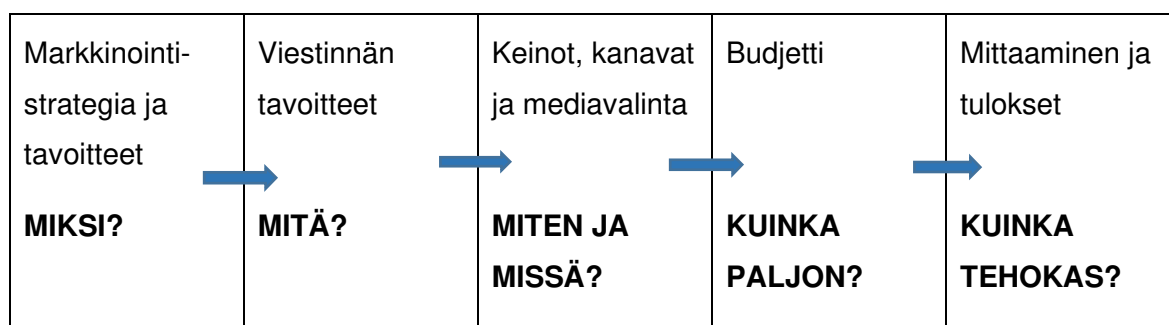 Markkinointi-
strategia ja
tavoitteet
MIKSI?
Viestinnän
tavoitteet
MITÄ?
Keinot, kanavat
ja mediavalinta
MITEN JA
MISSÄ?
Budjetti
KUINKA
PALJON?
Mittaaminen ja
tulokset
KUINKA
TEHOKAS?